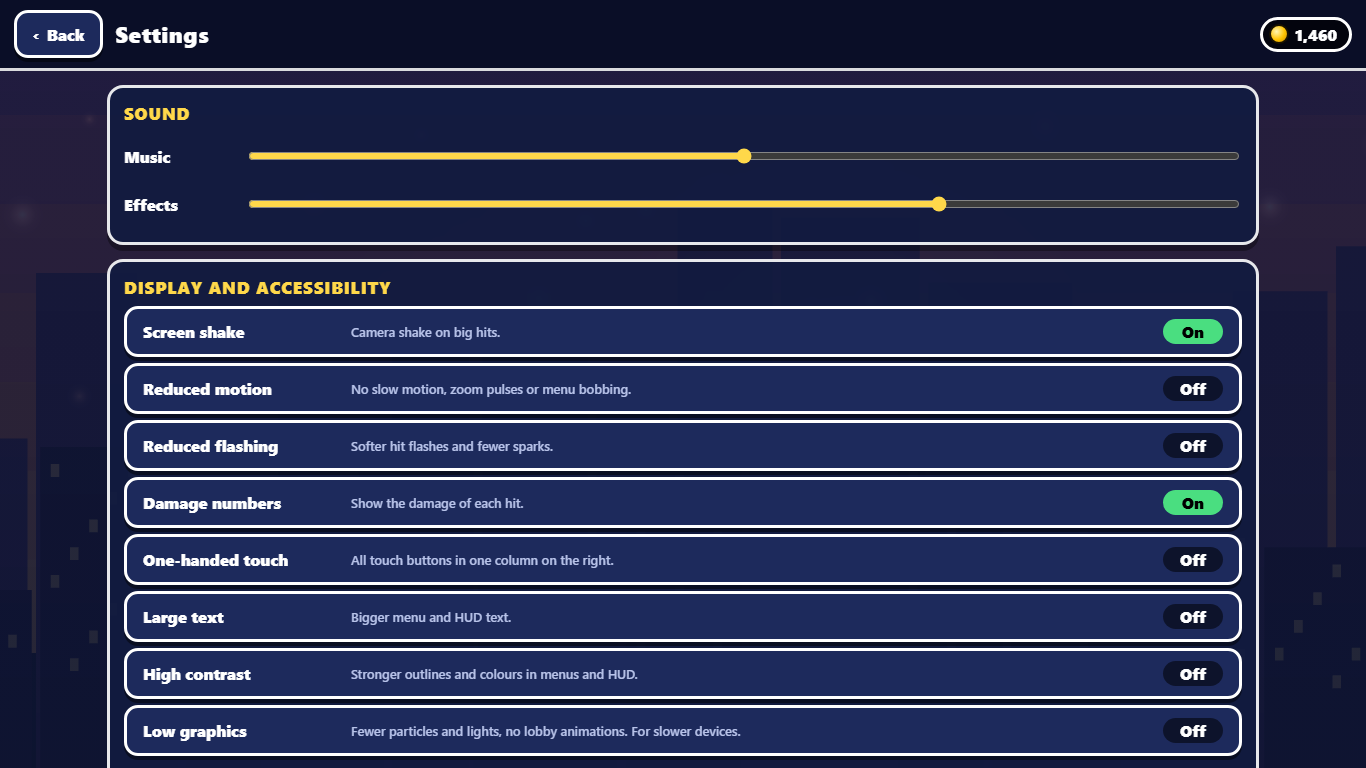 ‹ Back
Settings
1,460
SOUND
Music
Effects
DISPLAY AND ACCESSIBILITY
Screen shake Camera shake on big hits. On
Reduced motion No slow motion, zoom pulses or menu bobbing. Off
Reduced flashing Softer hit flashes and fewer sparks. Off
Damage numbers Show the damage of each hit. On
One-handed touch All touch buttons in one column on the right. Off
Large text Bigger menu and HUD text. Off
High contrast Stronger outlines and colours in menus and HUD. Off
Low graphics Fewer particles and lights, no lobby animations. For slower devices. Off